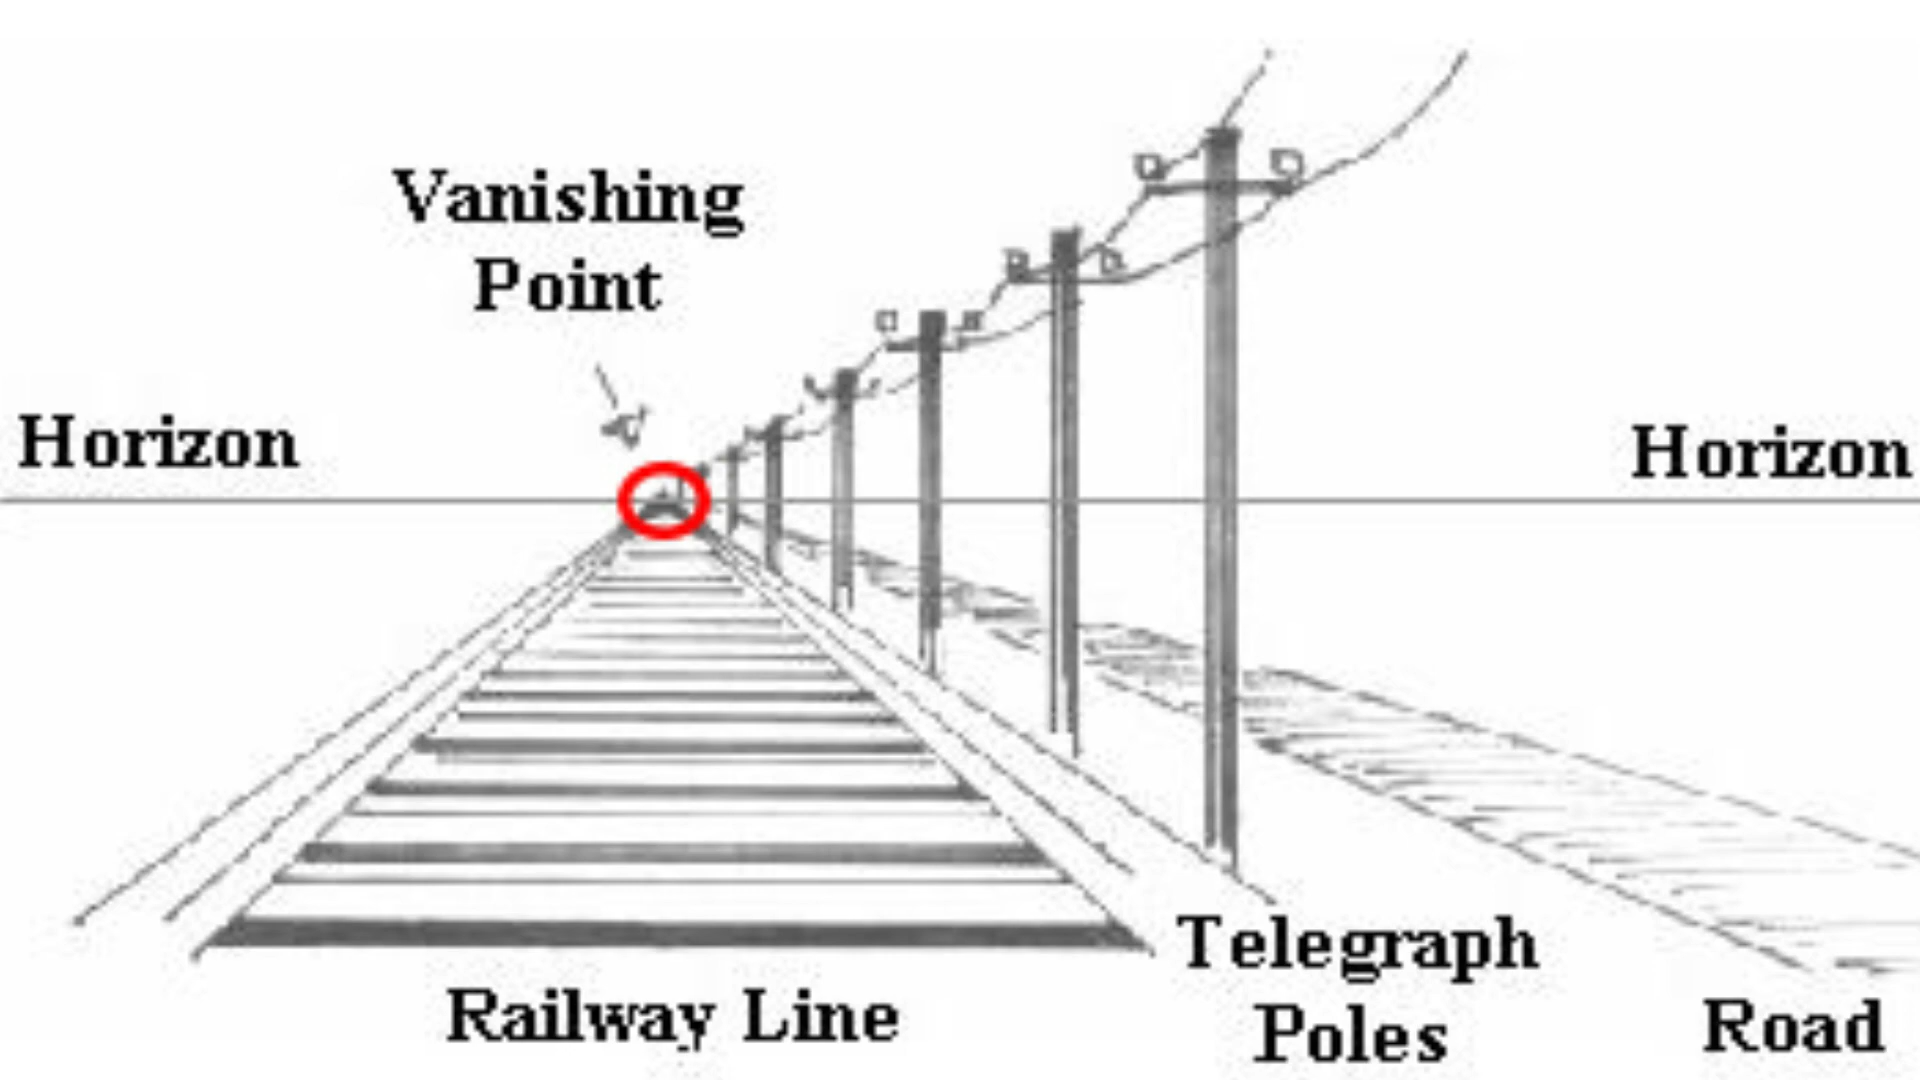 Vanishing
Point
Horizon
Horizon
Telegraph
Poles
Railway Line
Road